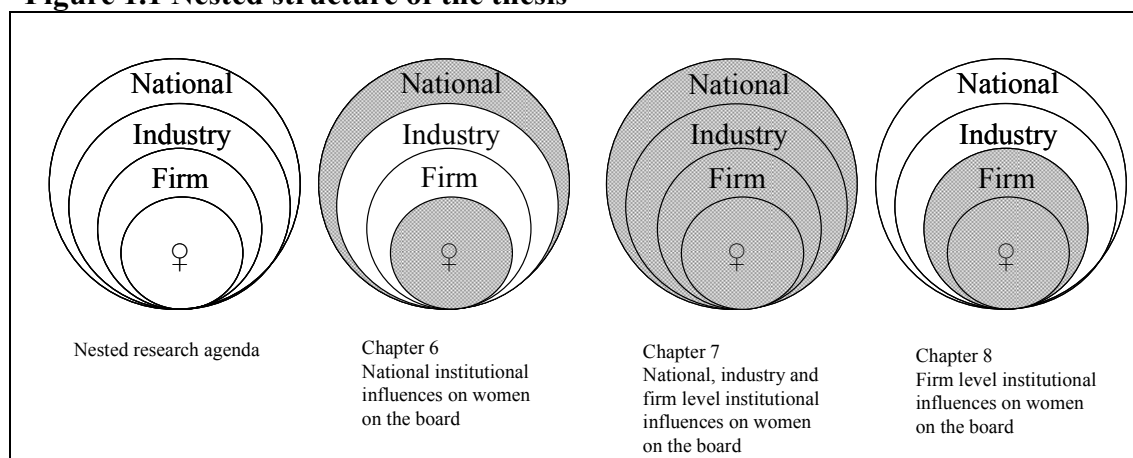 Figure 1.1 Nested structure of the thesis
National
Industry
Firm
♀
Nested research agenda
National
Industry
Firm
♀
Chapter 6
National institutional
influences on women
on the board
National
Industry
Firm
♀
Chapter 7
National, industry and
firm level institutional
influences on women
on the board
National
Industry
Firm
♀
Chapter 8
Firm level institutional
influences on women
on the board